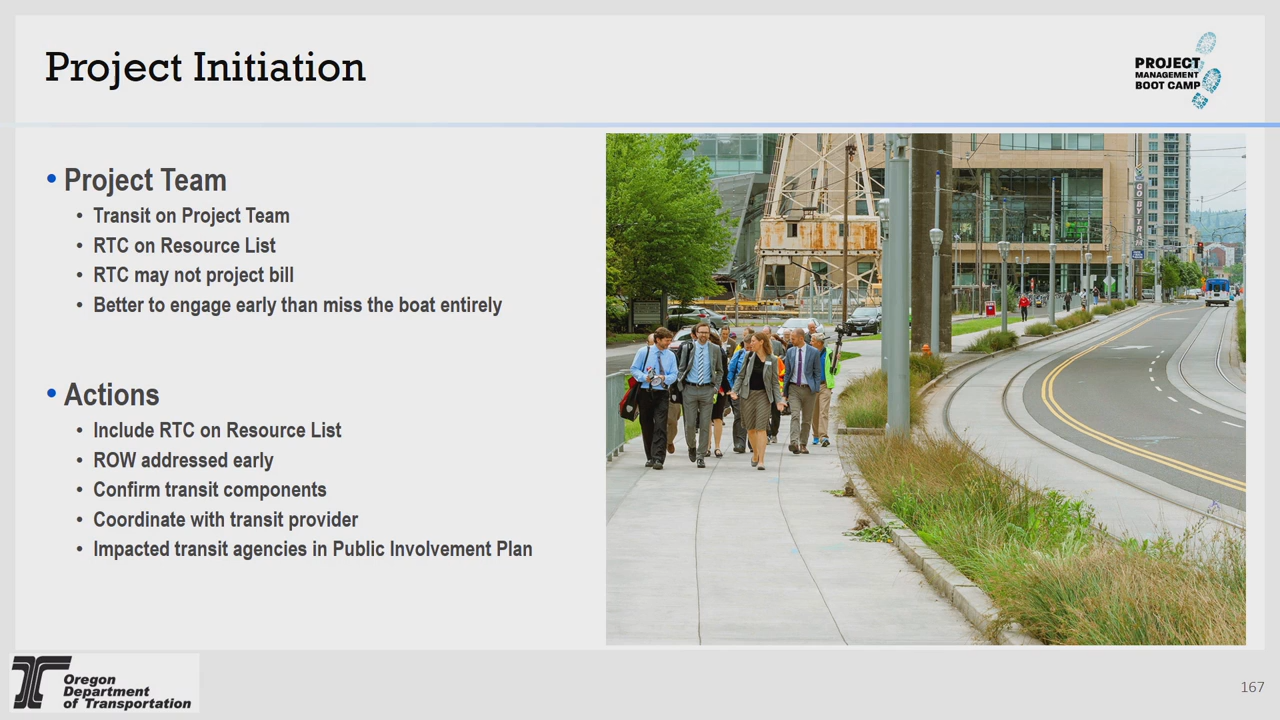 Project Initiation
PROJECT
MANAGEMENT
BOOT CAMP
• Project Team
• Transit on Project Team
• RTC on Resource List
• RTC may not project bill
• Better to engage early than miss the boat entirely
• Actions
• Include RTC on Resource List
• ROW addressed early
• Confirm transit components
• Coordinate with transit provider
• Impacted transit agencies in Public Involvement Plan
GO BY TRAM
Oregon
Department
of Transportation
167